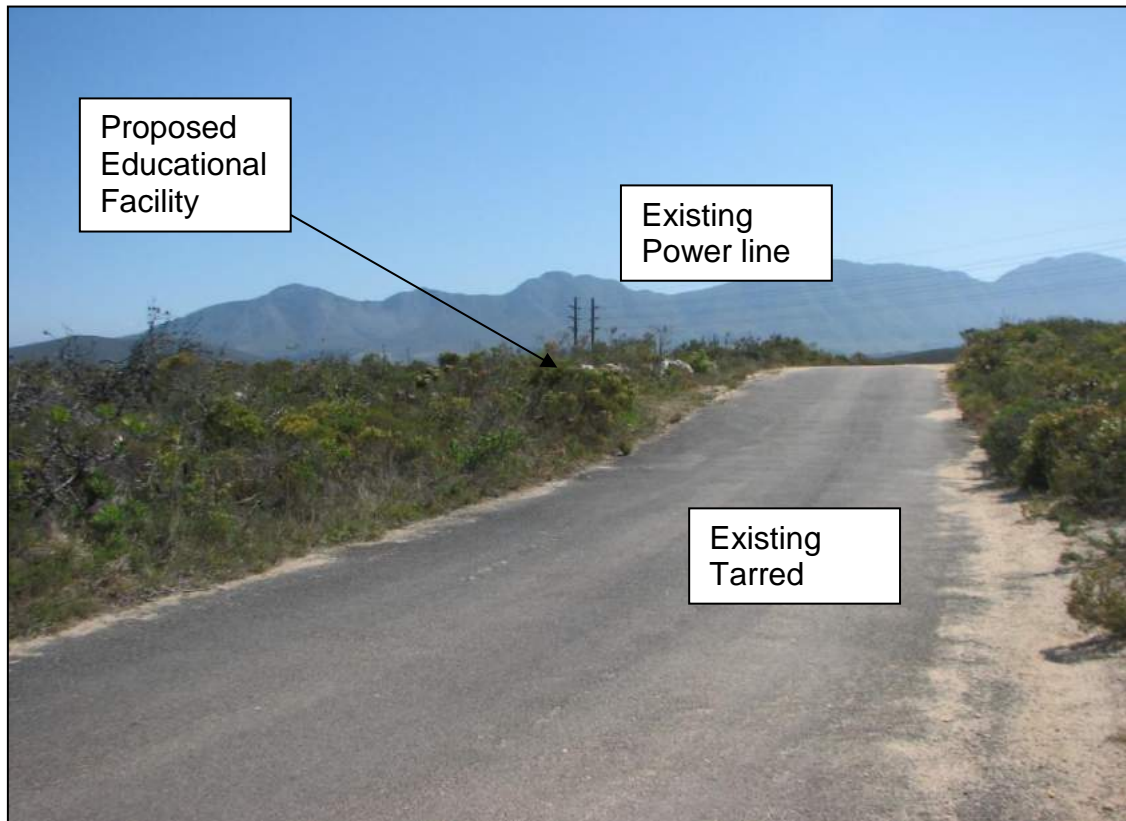 Proposed
Educational
Facility
Existing
Power line
Existing
Tarred